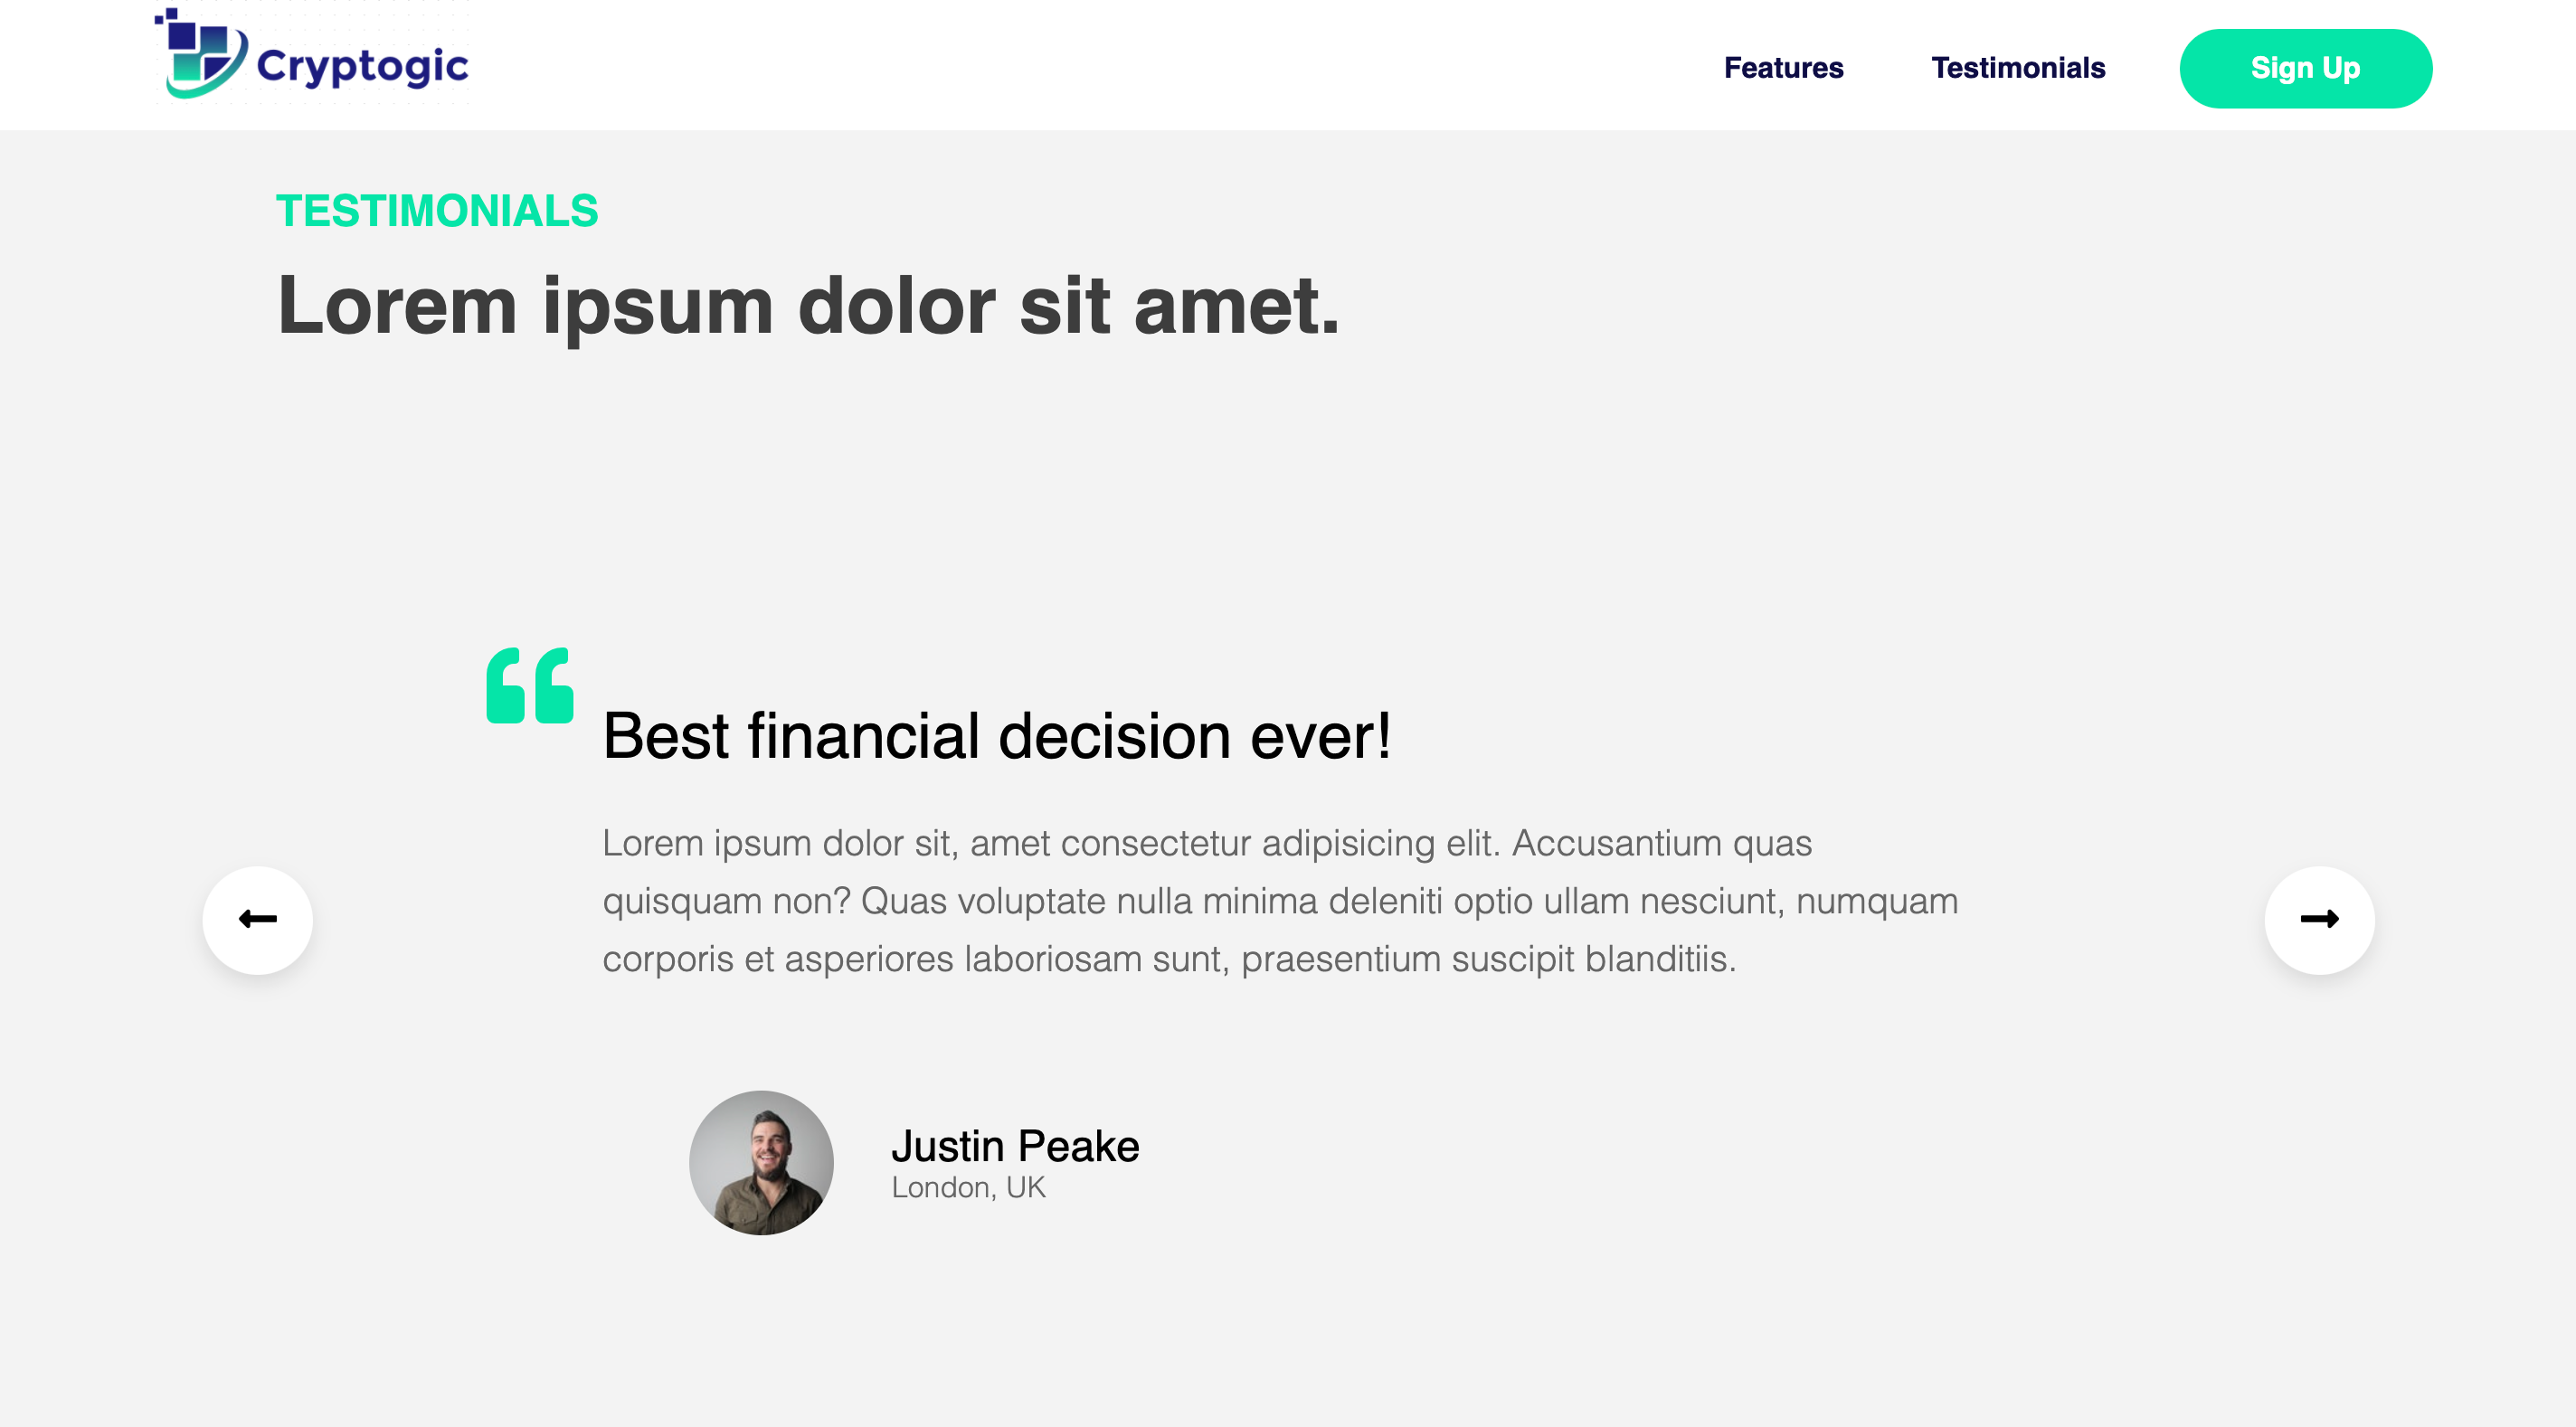 Cryptogic
Features
Testimonials
Sign Up
TESTIMONIALS
Lorem ipsum dolor sit amet.
Best financial decision ever!
Lorem ipsum dolor sit, amet consectetur adipisicing elit. Accusantium quas
quisquam non? Quas voluptate nulla minima deleniti optio ullam nesciunt, numquam
corporis et asperiores laboriosam sunt, praesentium suscipit blanditiis.
Justin Peake
London, UK